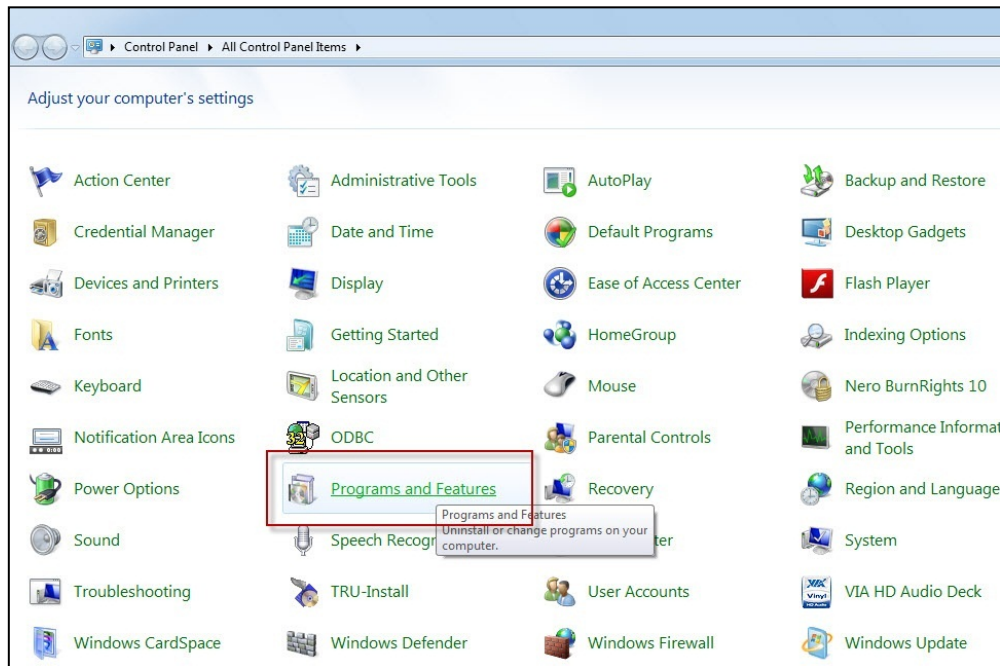 Control Panel ▸ All Control Panel Items ▸
Adjust your computer's settings
Action Center
Administrative Tools
AutoPlay
Backup and Restore
Credential Manager
Date and Time
Default Programs
Desktop Gadgets
Devices and Printers
Display
Ease of Access Center
Flash Player
Fonts
Getting Started
HomeGroup
Indexing Options
Keyboard
Location and Other
Sensors
Mouse
Nero BurnRights 10
Notification Area Icons
32
ODBC
Parental Controls
Performance Informat
and Tools
Power Options
Programs and Features
Recovery
Region and Language
Programs and Features
Uninstall or change programs on your
computer.
Sound
Speech Recogn
ter
System
Troubleshooting
TRU-Install
User Accounts
VIA
Vinyl
HD Audio
VIA HD Audio Deck
Windows CardSpace
Windows Defender
Windows Firewall
Windows Update